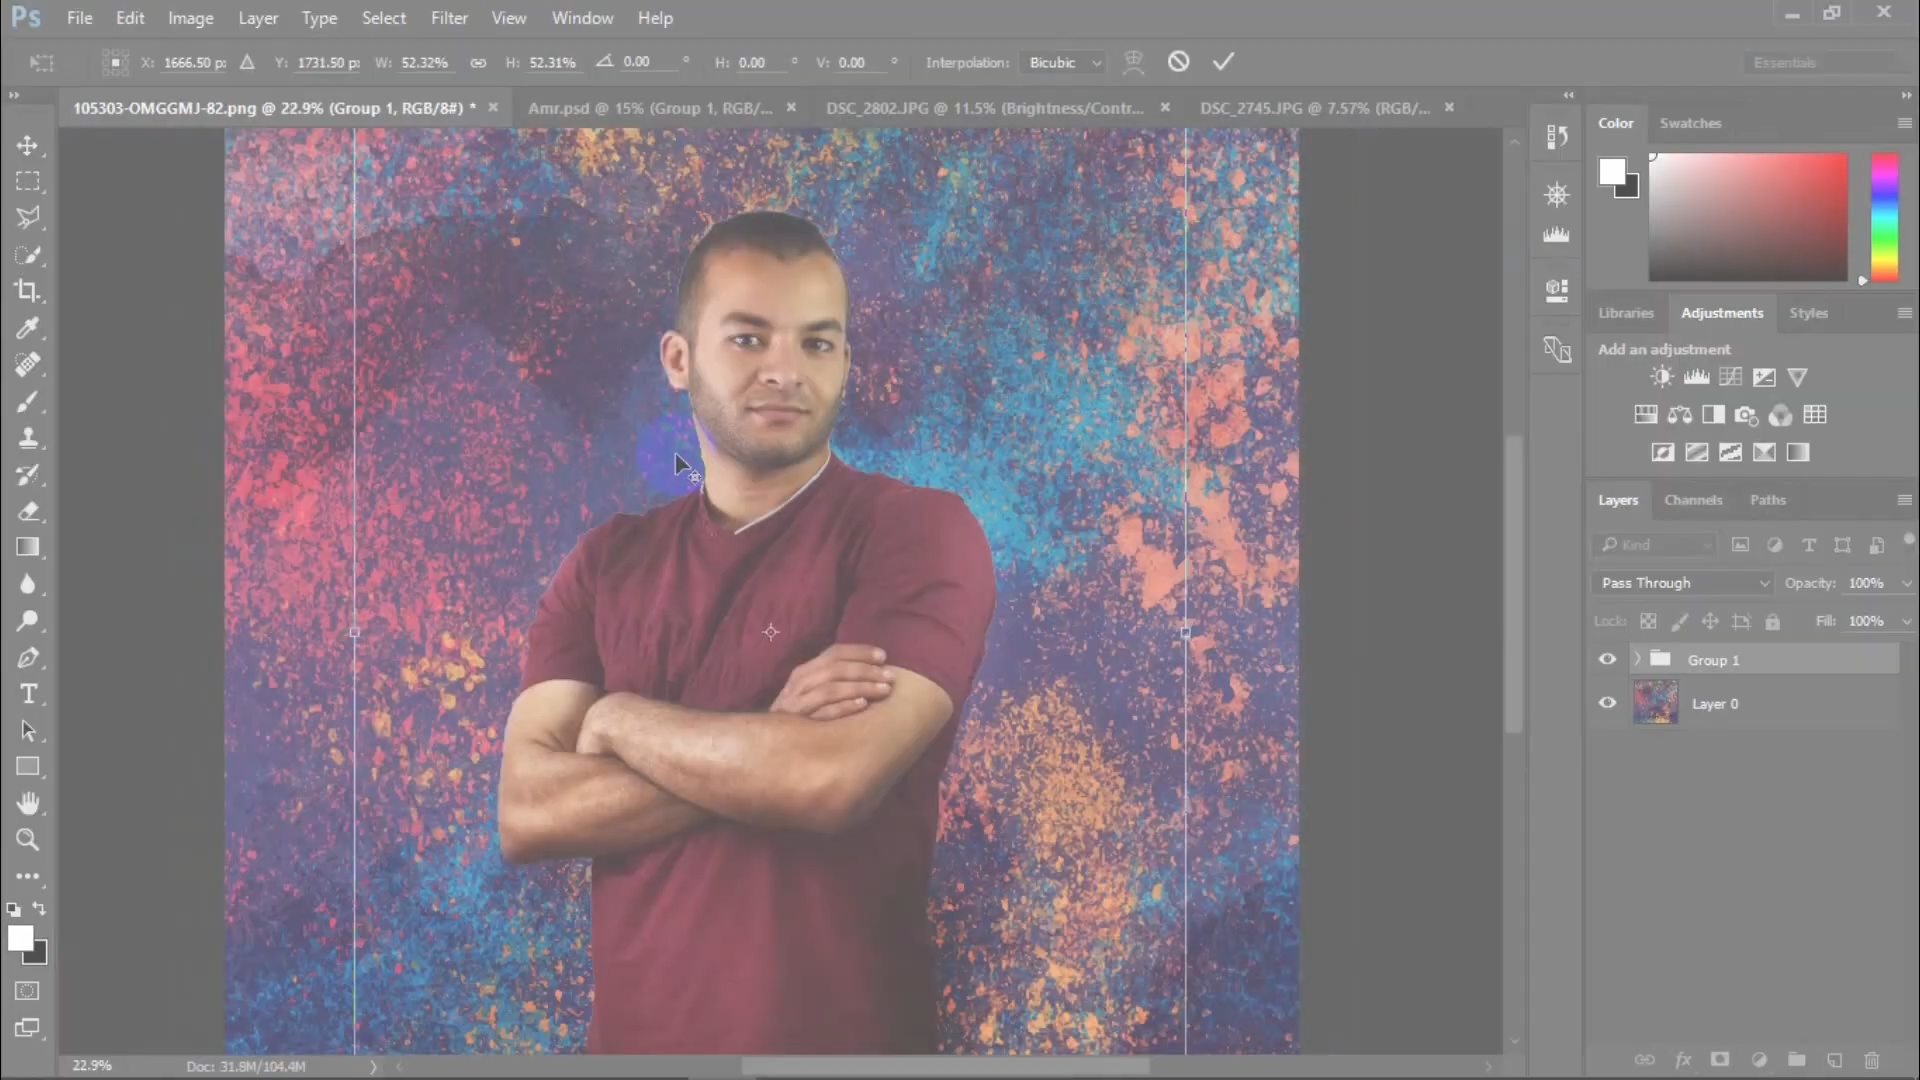 Ps File Edit Image Layer Type Select Filter View Window Help
X: 1666.50 p: Y: 1731.50 p: W: 52.32% H: 52.31% 0.00 ° H: 0.00 ° V: 0.00 ° Interpolation: Bicubic Essentials
105303-OMGGMJ-82.png @ 22.9% (Group 1, RGB/8#) * Amr.psd @ 15% (Group 1, RGB/... DSC_2802.JPG @ 11.5% (Brightness/Contr... DSC_2745.JPG @ 7.57% (RGB/...
Color Swatches
Libraries Adjustments Styles
Add an adjustment
Layers Channels Paths
Kind
Pass Through Opacity: 100%
Lock: Fill: 100%
Group 1
Layer 0
22.9% Doc: 31.8M/104.4M